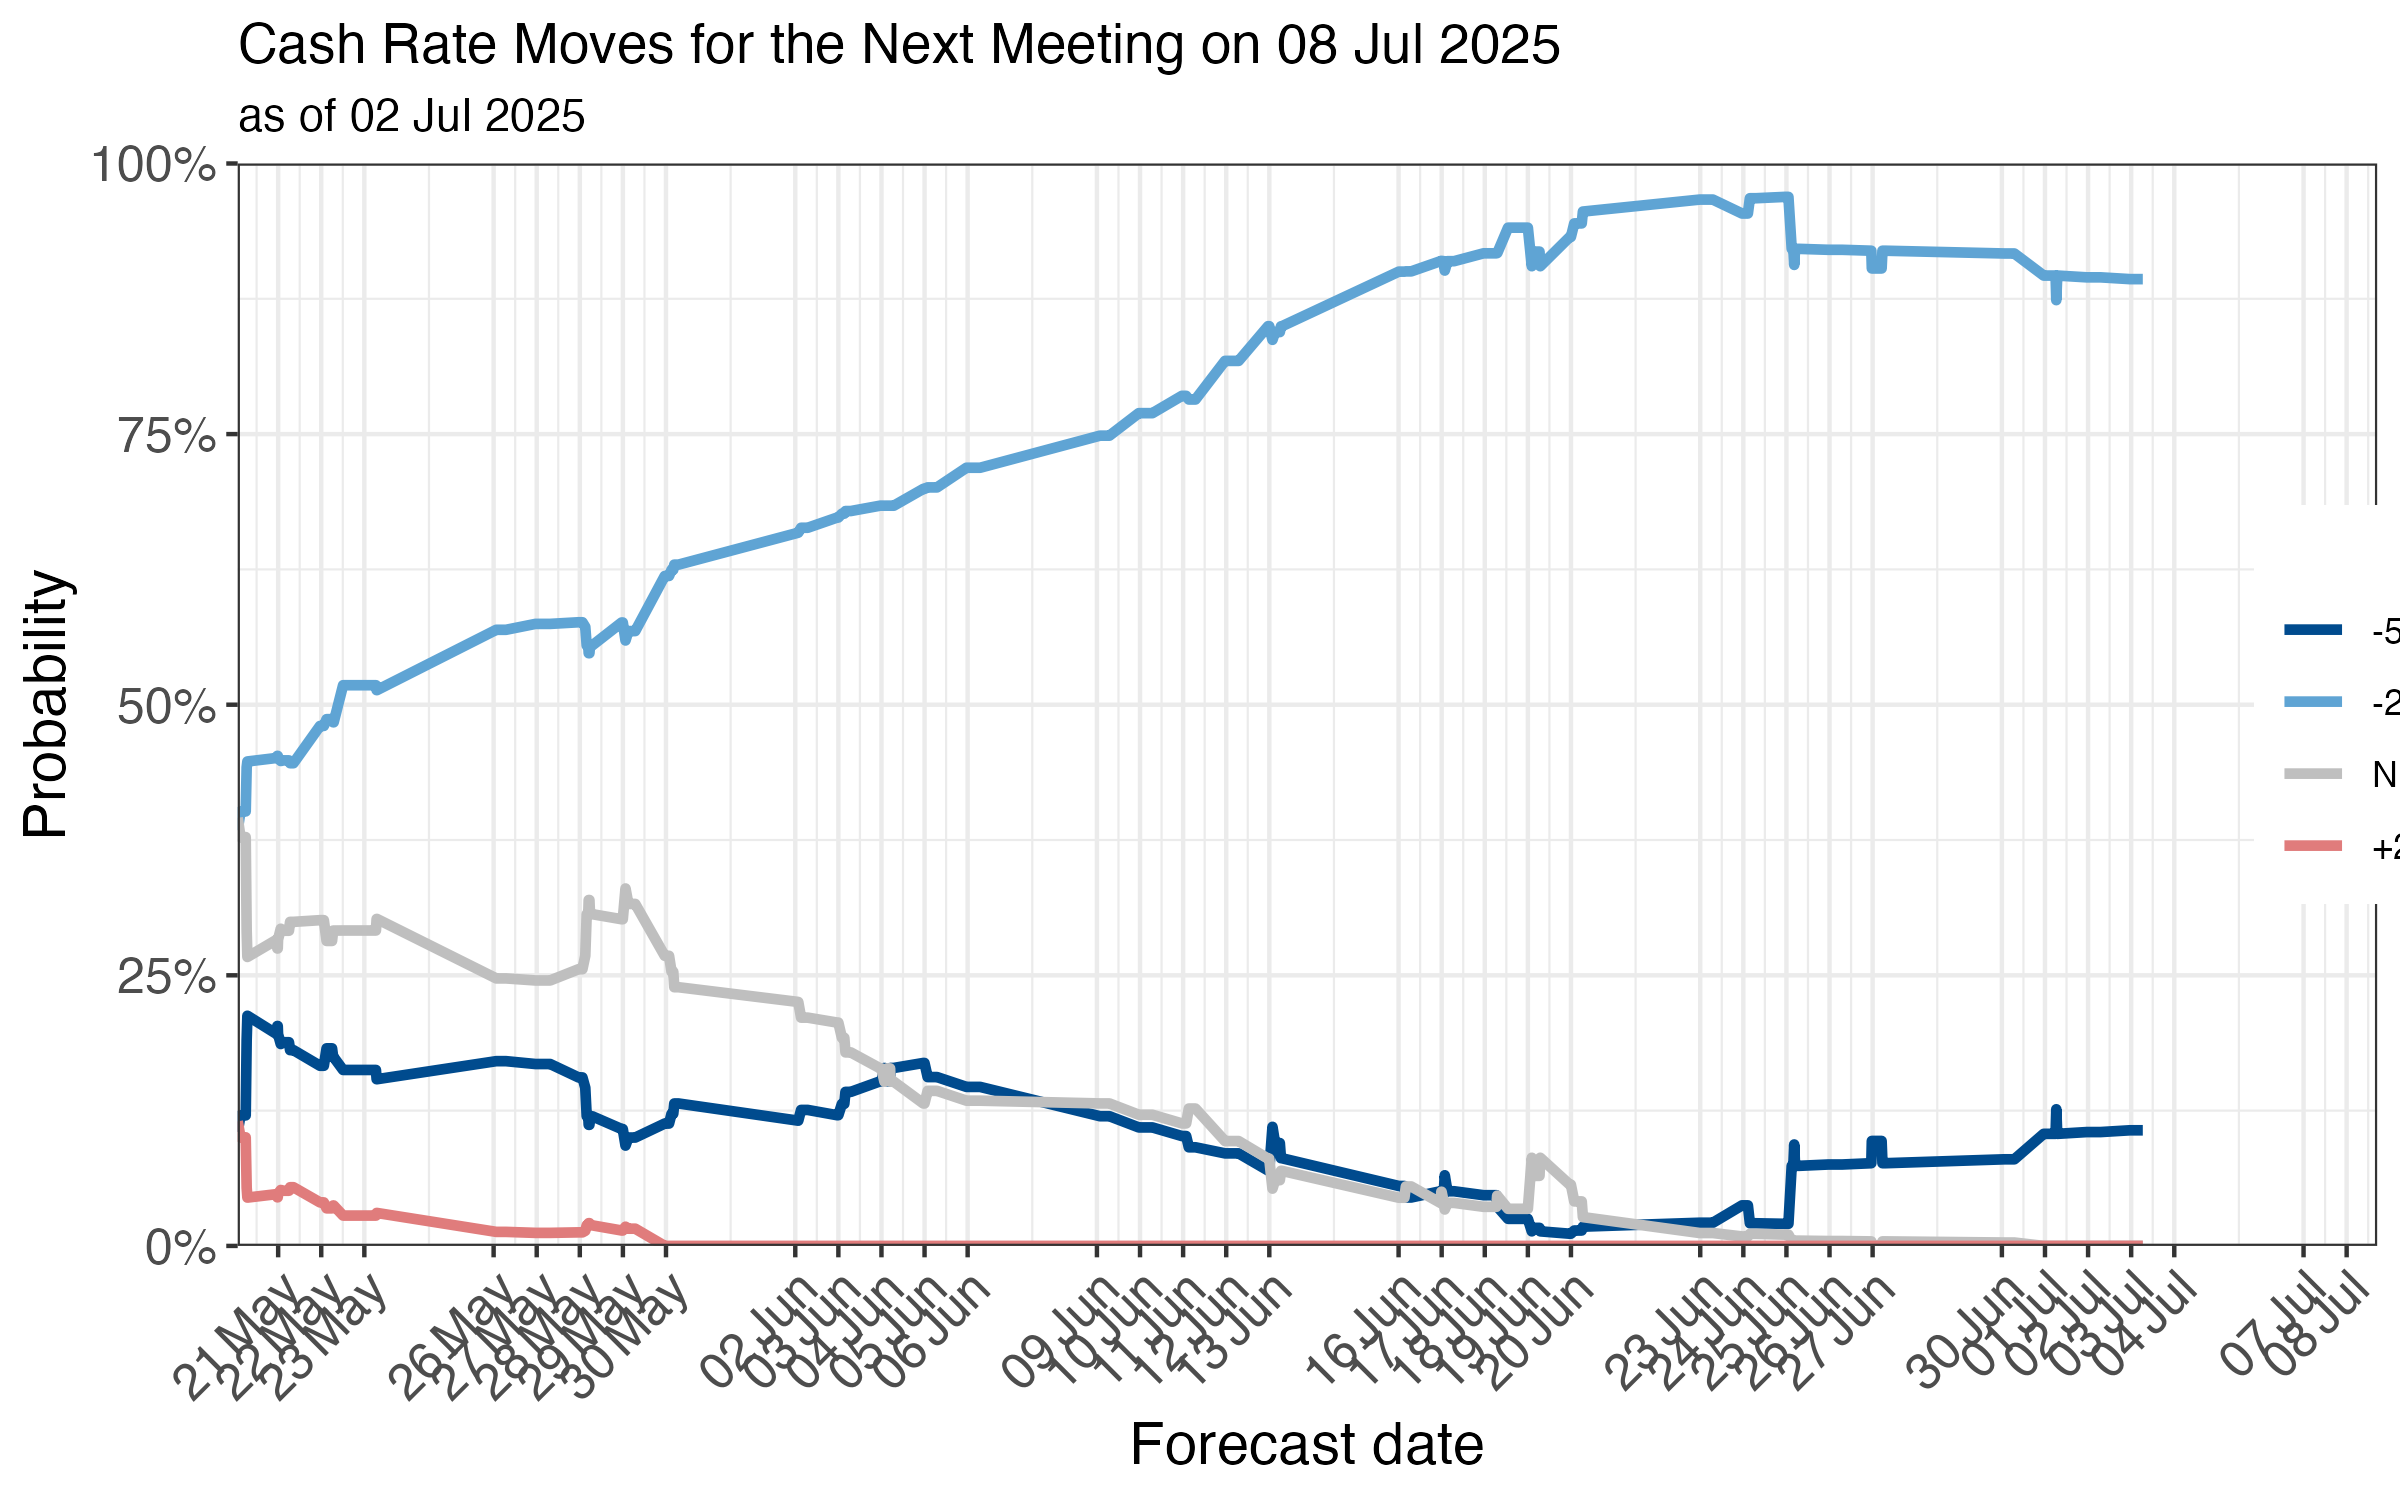 Cash Rate Moves for the Next Meeting on 08 Jul 2025
as of 02 Jul 2025
100%
75%
50%
25%
0%
Probability
-5
-2
N
+2
21 May
22 May
23 May
26 May
27 May
28 May
29 May
30 May
02 Jun
03 Jun
04 Jun
05 Jun
06 Jun
09 Jun
10 Jun
11 Jun
12 Jun
13 Jun
16 Jun
17 Jun
18 Jun
19 Jun
20 Jun
23 Jun
24 Jun
25 Jun
26 Jun
27 Jun
30 Jun
01 Jul
02 Jul
03 Jul
04 Jul
07 Jul
08 Jul
Forecast date